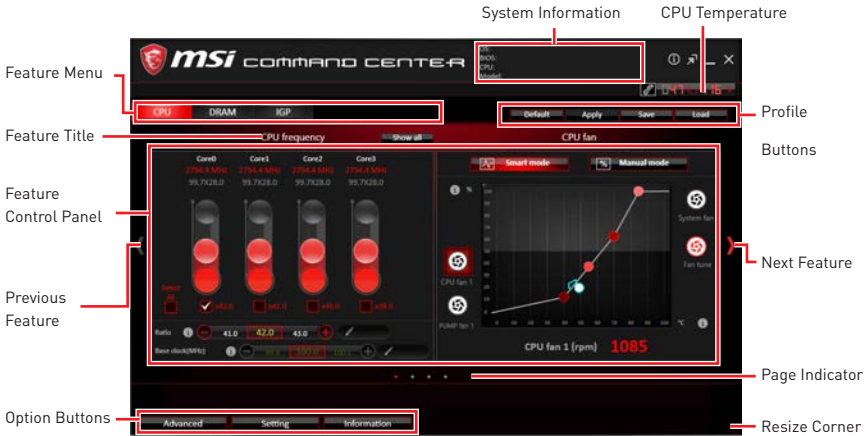 System Information
CPU Temperature
Feature Menu
msi COMMAND CENTER
OS:
BIOS:
CPU:
Model:
CPU
DRAM
IGP
Default
Apply
Save
Load
Profile
Buttons
Feature Title
CPU frequency
Show all
CPU fan
Feature
Control Panel
Core0
Core1
Core2
Core3
2794.4 MHz
2794.4 MHz
2794.4 MHz
2794.4 MHz
99.7X28.0
99.7X28.0
99.7X28.0
99.7X28.0
Smart mode
Manual mode
%
System fan
Fan tune
CPU fan 1
PUMP fan 1
Previous
Feature
Next Feature
Select
All
Ratio
41.0
42.0
43.0
Base clock(MHz)
100.0
°C
CPU fan 1 (rpm)
1085
Page Indicator
Option Buttons
Advanced
Setting
Information
Resize Corner